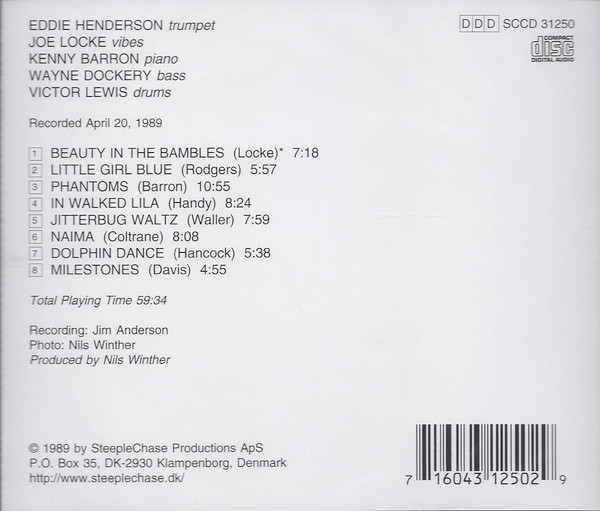 EDDIE HENDERSON trumpet
JOE LOCKE vibes
KENNY BARRON piano
WAYNE DOCKERY bass
VICTOR LEWIS drums
DDD SCCD 31250
COMPACT
disc
DIGITAL AUDIO
Recorded April 20, 1989
1 BEAUTY IN THE BAMBLES (Locke)* 7:18
2 LITTLE GIRL BLUE (Rodgers) 5:57
3 PHANTOMS (Barron) 10:55
4 IN WALKED LILA (Handy) 8:24
5 JITTERBUG WALTZ (Waller) 7:59
6 NAIMA (Coltrane) 8:08
7 DOLPHIN DANCE (Hancock) 5:38
8 MILESTONES (Davis) 4:55
Total Playing Time 59:34
Recording: Jim Anderson
Photo: Nils Winther
Produced by Nils Winther
© 1989 by SteepleChase Productions ApS
P.O. Box 35, DK-2930 Klampenborg, Denmark
http://www.steeplechase.dk/
7 16043 12502 9